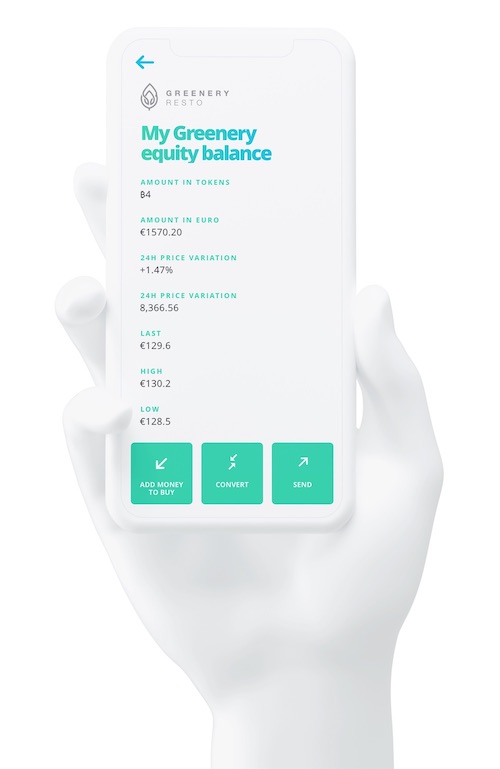 GREENERY
RESTO
My Greenery
equity balance
AMOUNT IN TOKENS
฿4
AMOUNT IN EURO
€1570.20
24H PRICE VARIATION
+1.47%
24H PRICE VARIATION
8,366.56
LAST
€129.6
HIGH
€130.2
LOW
€128.5
ADD MONEY
TO BUY
CONVERT
SEND